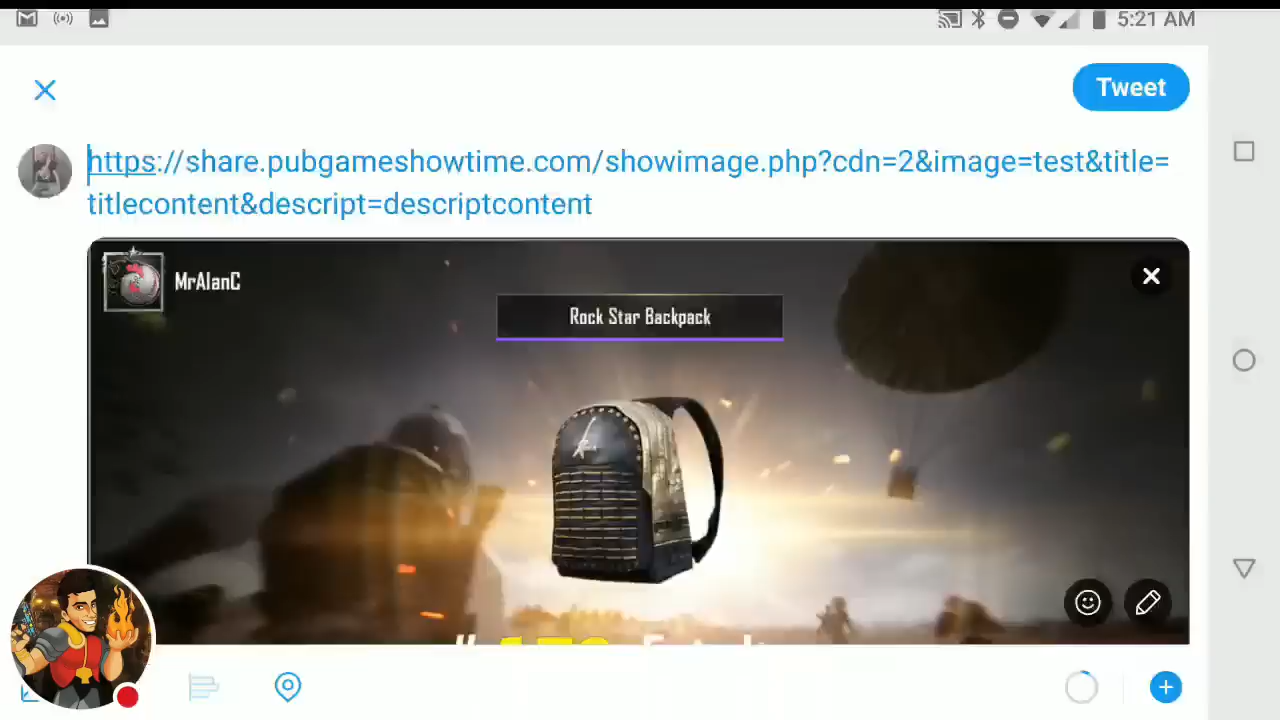 5:21 AM
Tweet
https://share.pubgameshowtime.com/showimage.php?cdn=2&image=test&title=
titlecontent&descript=descriptcontent
MrAlanC
Rock Star Backpack